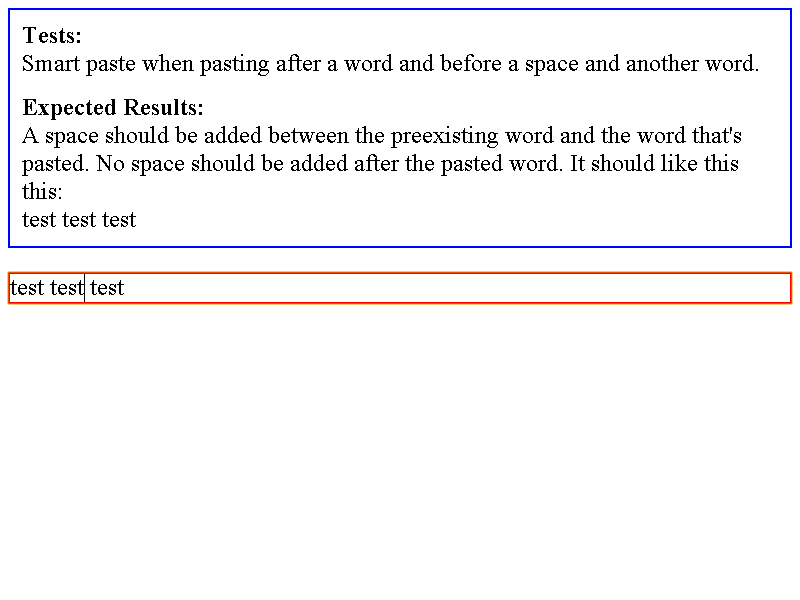 Tests:
Smart paste when pasting after a word and before a space and another word.
Expected Results:
A space should be added between the preexisting word and the word that's
pasted. No space should be added after the pasted word. It should like this
this:
test test test
test test test